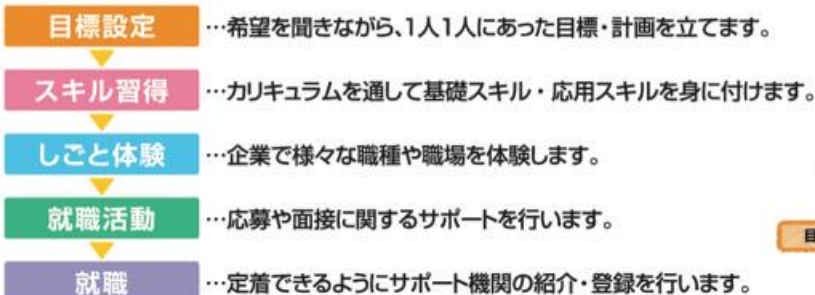 目標設定 …希望を聞きながら、1人1人にあった目標・計画を立てます。
スキル習得 …カリキュラムを通して基礎スキル・応用スキルを身に付けます。
しごと体験 …企業で様々な職種や職場を体験します。
就職活動 …応募や面接に関するサポートを行います。
就職 …定着できるようにサポート機関の紹介・登録を行います。